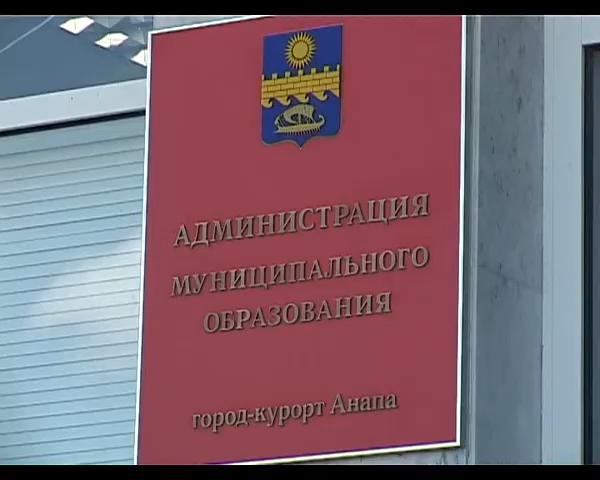 АДМИНИСТРАЦИЯ
МУНИЦИПАЛЬНОГО
ОБРАЗОВАНИЯ
город-курорт Анапа